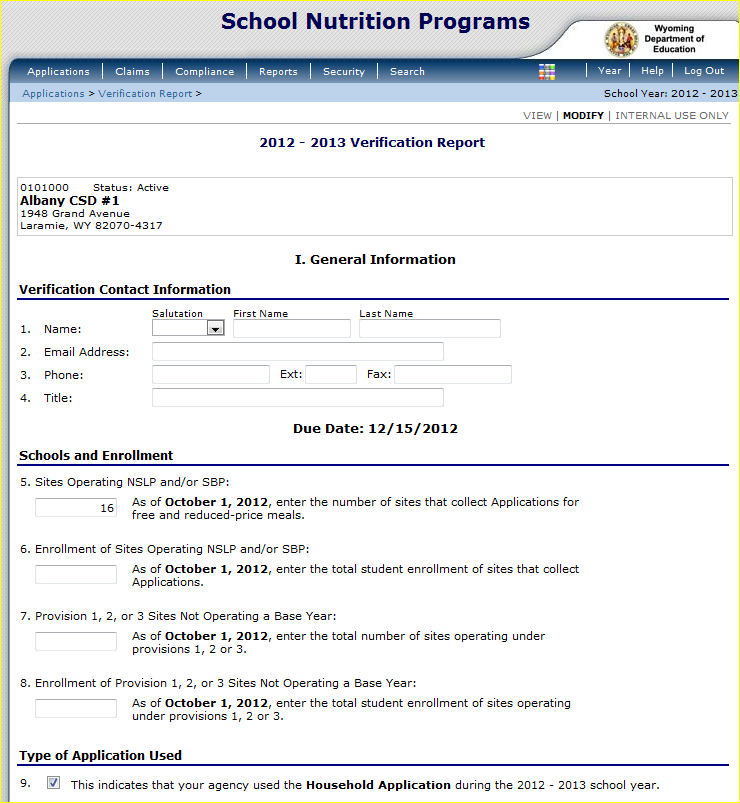 School Nutrition Programs
Wyoming
Department of
Education
Applications | Claims | Compliance | Reports | Security | Search | Year | Help | Log Out
Applications > Verification Report > School Year: 2012 - 2013
VIEW | MODIFY | INTERNAL USE ONLY
2012 - 2013 Verification Report
0101000 Status: Active
Albany CSD #1
1948 Grand Avenue
Laramie, WY 82070-4317
I. General Information
Verification Contact Information
Salutation First Name Last Name
1. Name:
2. Email Address:
3. Phone: Ext: Fax:
4. Title:
Due Date: 12/15/2012
Schools and Enrollment
5. Sites Operating NSLP and/or SBP:
16 As of October 1, 2012, enter the number of sites that collect Applications for
free and reduced-price meals.
6. Enrollment of Sites Operating NSLP and/or SBP:
As of October 1, 2012, enter the total student enrollment of sites that collect
Applications.
7. Provision 1, 2, or 3 Sites Not Operating a Base Year:
As of October 1, 2012, enter the total number of sites operating under
provisions 1, 2 or 3.
8. Enrollment of Provision 1, 2, or 3 Sites Not Operating a Base Year:
As of October 1, 2012, enter the total student enrollment of sites operating
under provisions 1, 2 or 3.
Type of Application Used
9. This indicates that your agency used the Household Application during the 2012 - 2013 school year.